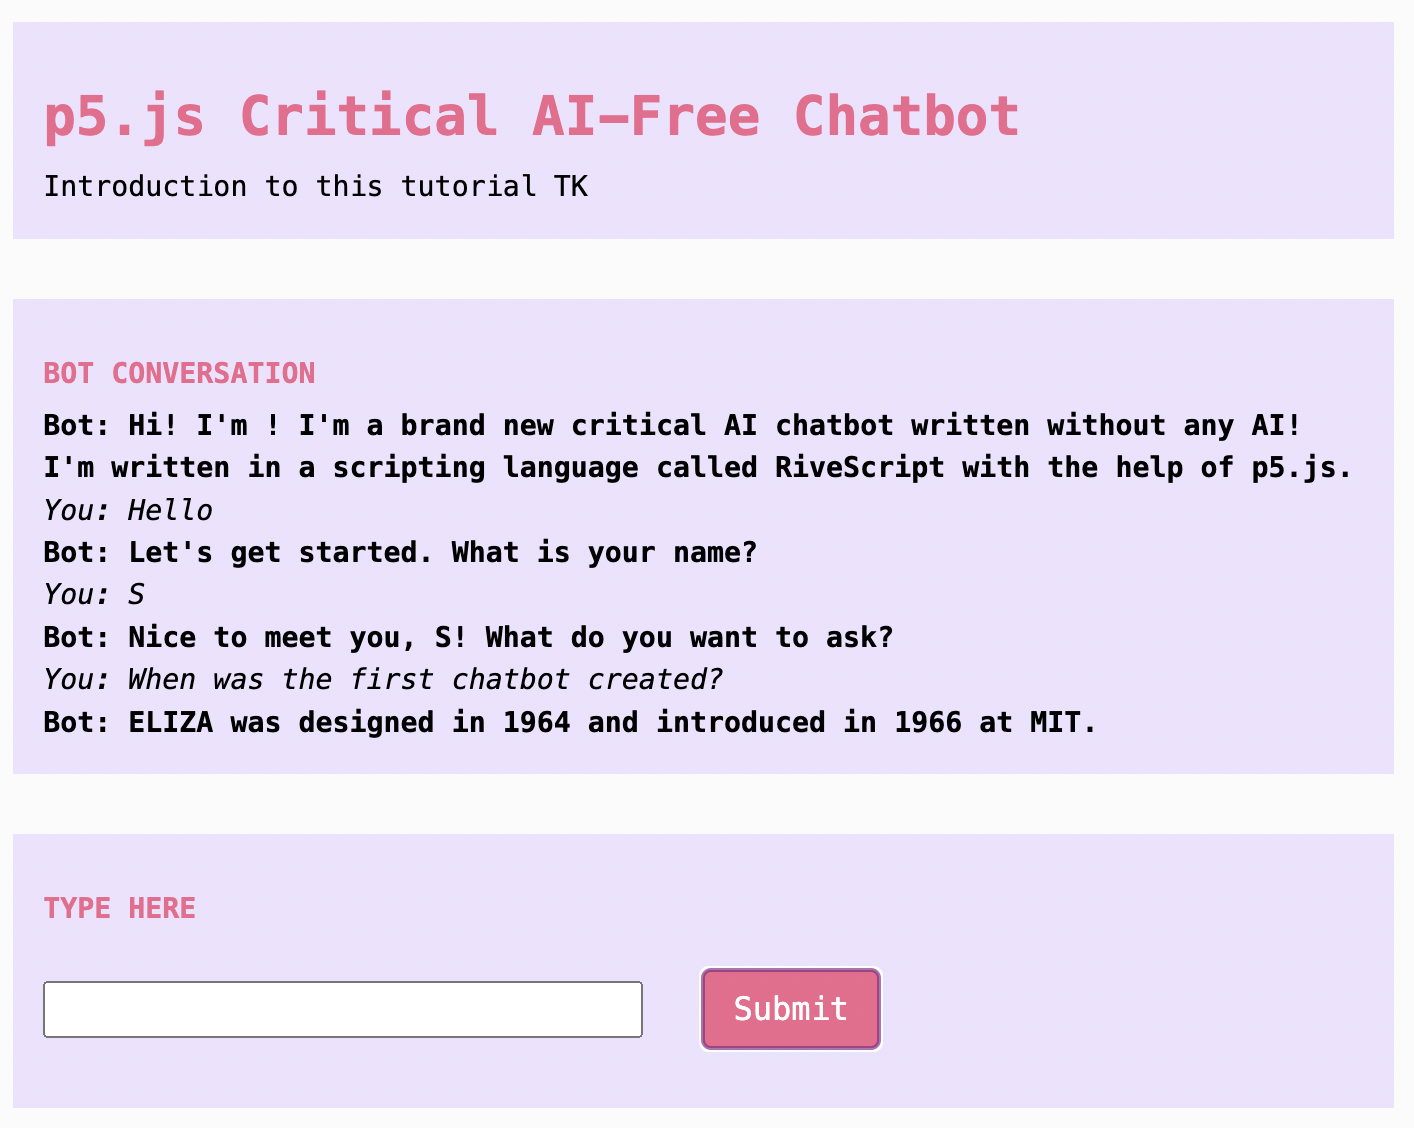 p5.js Critical AI-Free Chatbot
Introduction to this tutorial TK
BOT CONVERSATION
Bot: Hi! I'm ! I'm a brand new critical AI chatbot written without any AI!
I'm written in a scripting language called RiveScript with the help of p5.js.
You: Hello
Bot: Let's get started. What is your name?
You: S
Bot: Nice to meet you, S! What do you want to ask?
You: When was the first chatbot created?
Bot: ELIZA was designed in 1964 and introduced in 1966 at MIT.
TYPE HERE
Submit